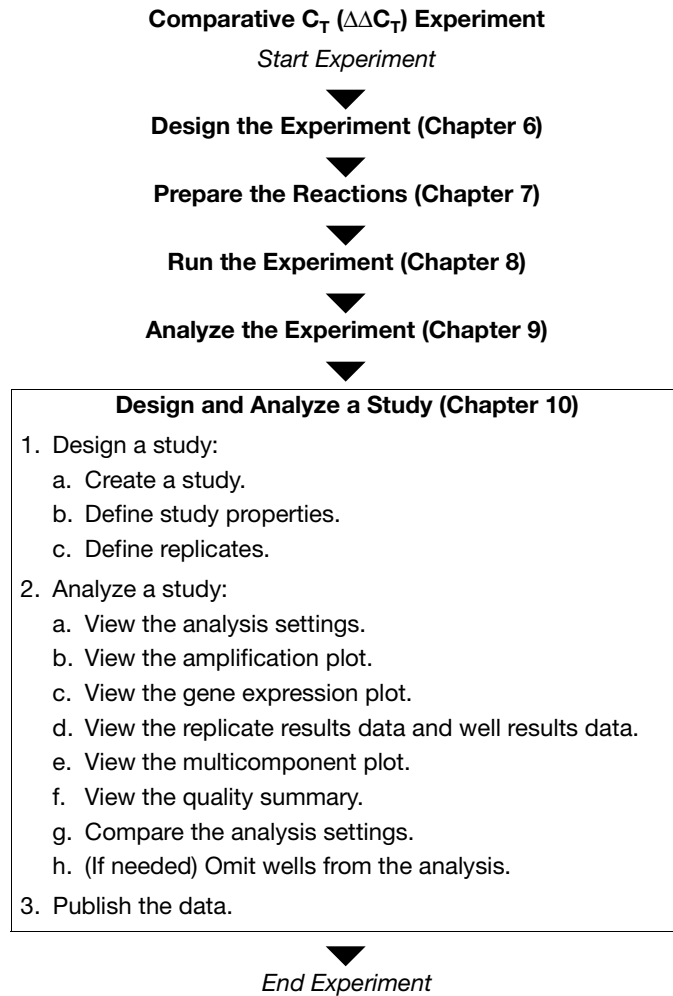 Comparative CT (ΔΔCT) Experiment
Start Experiment
Design the Experiment (Chapter 6)
Prepare the Reactions (Chapter 7)
Run the Experiment (Chapter 8)
Analyze the Experiment (Chapter 9)
Design and Analyze a Study (Chapter 10)
1. Design a study:
a. Create a study.
b. Define study properties.
c. Define replicates.
2. Analyze a study:
a. View the analysis settings.
b. View the amplification plot.
c. View the gene expression plot.
d. View the replicate results data and well results data.
e. View the multicomponent plot.
f. View the quality summary.
g. Compare the analysis settings.
h. (If needed) Omit wells from the analysis.
3. Publish the data.
End Experiment